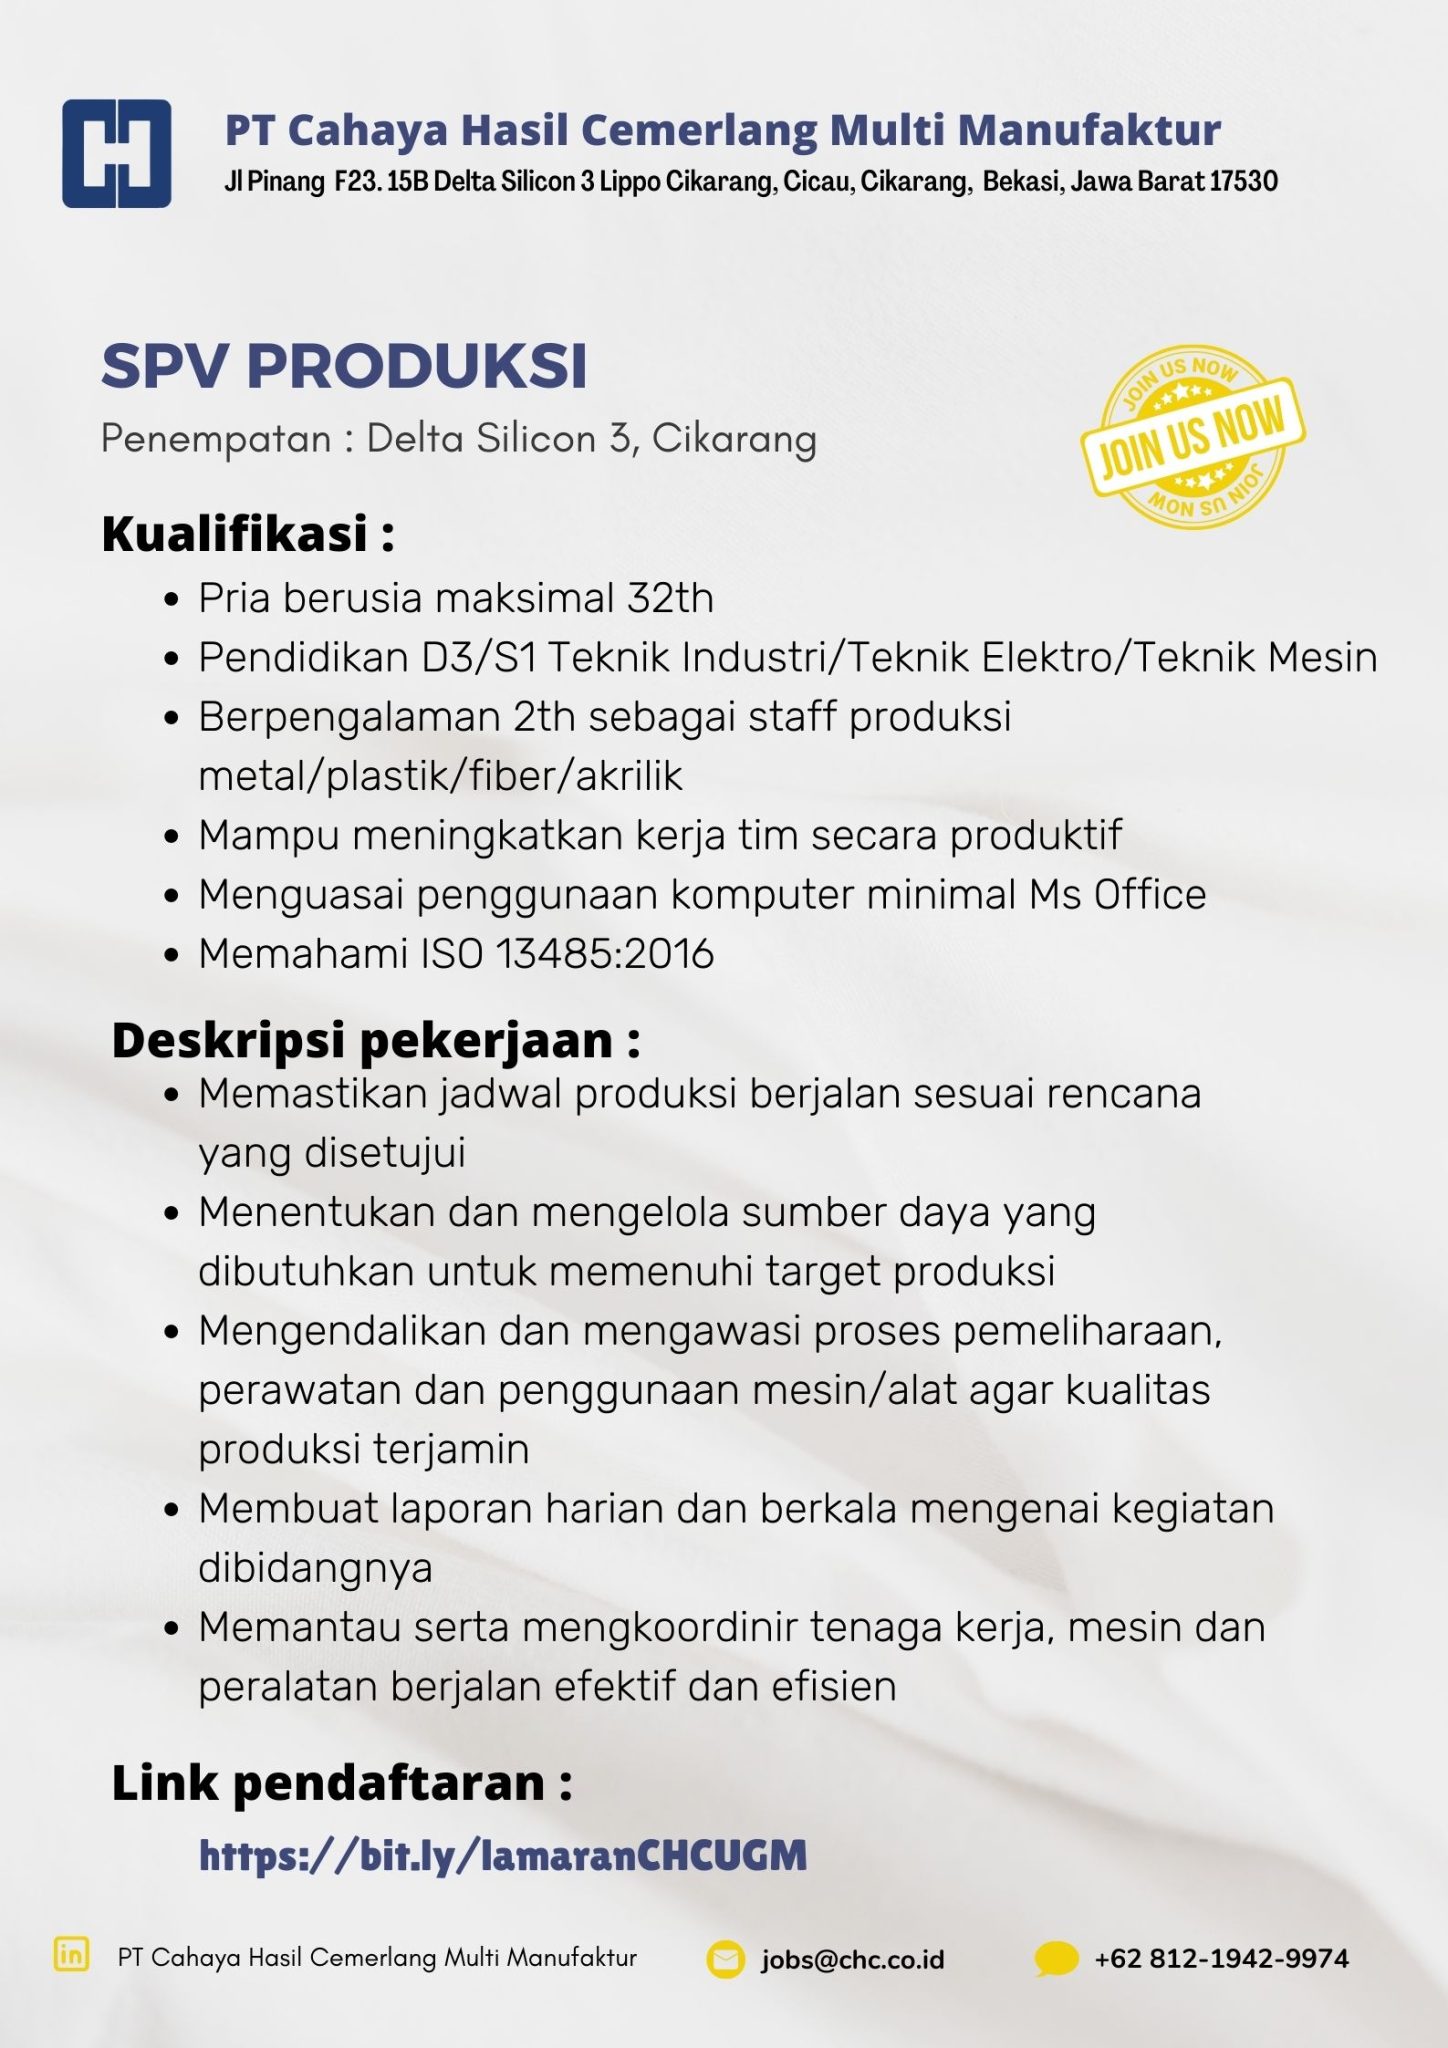 PT Cahaya Hasil Cemerlang Multi Manufaktur
Jl Pinang F23. 15B Delta Silicon 3 Lippo Cikarang, Cicau, Cikarang, Bekasi, Jawa Barat 17530
SPV PRODUKSI
Penempatan : Delta Silicon 3, Cikarang
JOIN US NOW
JOIN US NOW
JOIN US NOW
Kualifikasi :
• Pria berusia maksimal 32th
• Pendidikan D3/S1 Teknik Industri/Teknik Elektro/Teknik Mesin
• Berpengalaman 2th sebagai staff produksi
metal/plastik/fiber/akrilik
• Mampu meningkatkan kerja tim secara produktif
• Menguasai penggunaan komputer minimal Ms Office
• Memahami ISO 13485:2016
Deskripsi pekerjaan :
• Memastikan jadwal produksi berjalan sesuai rencana
yang disetujui
• Menentukan dan mengelola sumber daya yang
dibutuhkan untuk memenuhi target produksi
• Mengendalikan dan mengawasi proses pemeliharaan,
perawatan dan penggunaan mesin/alat agar kualitas
produksi terjamin
• Membuat laporan harian dan berkala mengenai kegiatan
dibidangnya
• Memantau serta mengkoordinir tenaga kerja, mesin dan
peralatan berjalan efektif dan efisien
Link pendaftaran :
https://bit.ly/lamaranCHCUGM
in PT Cahaya Hasil Cemerlang Multi Manufaktur
jobs@chc.co.id
+62 812-1942-9974